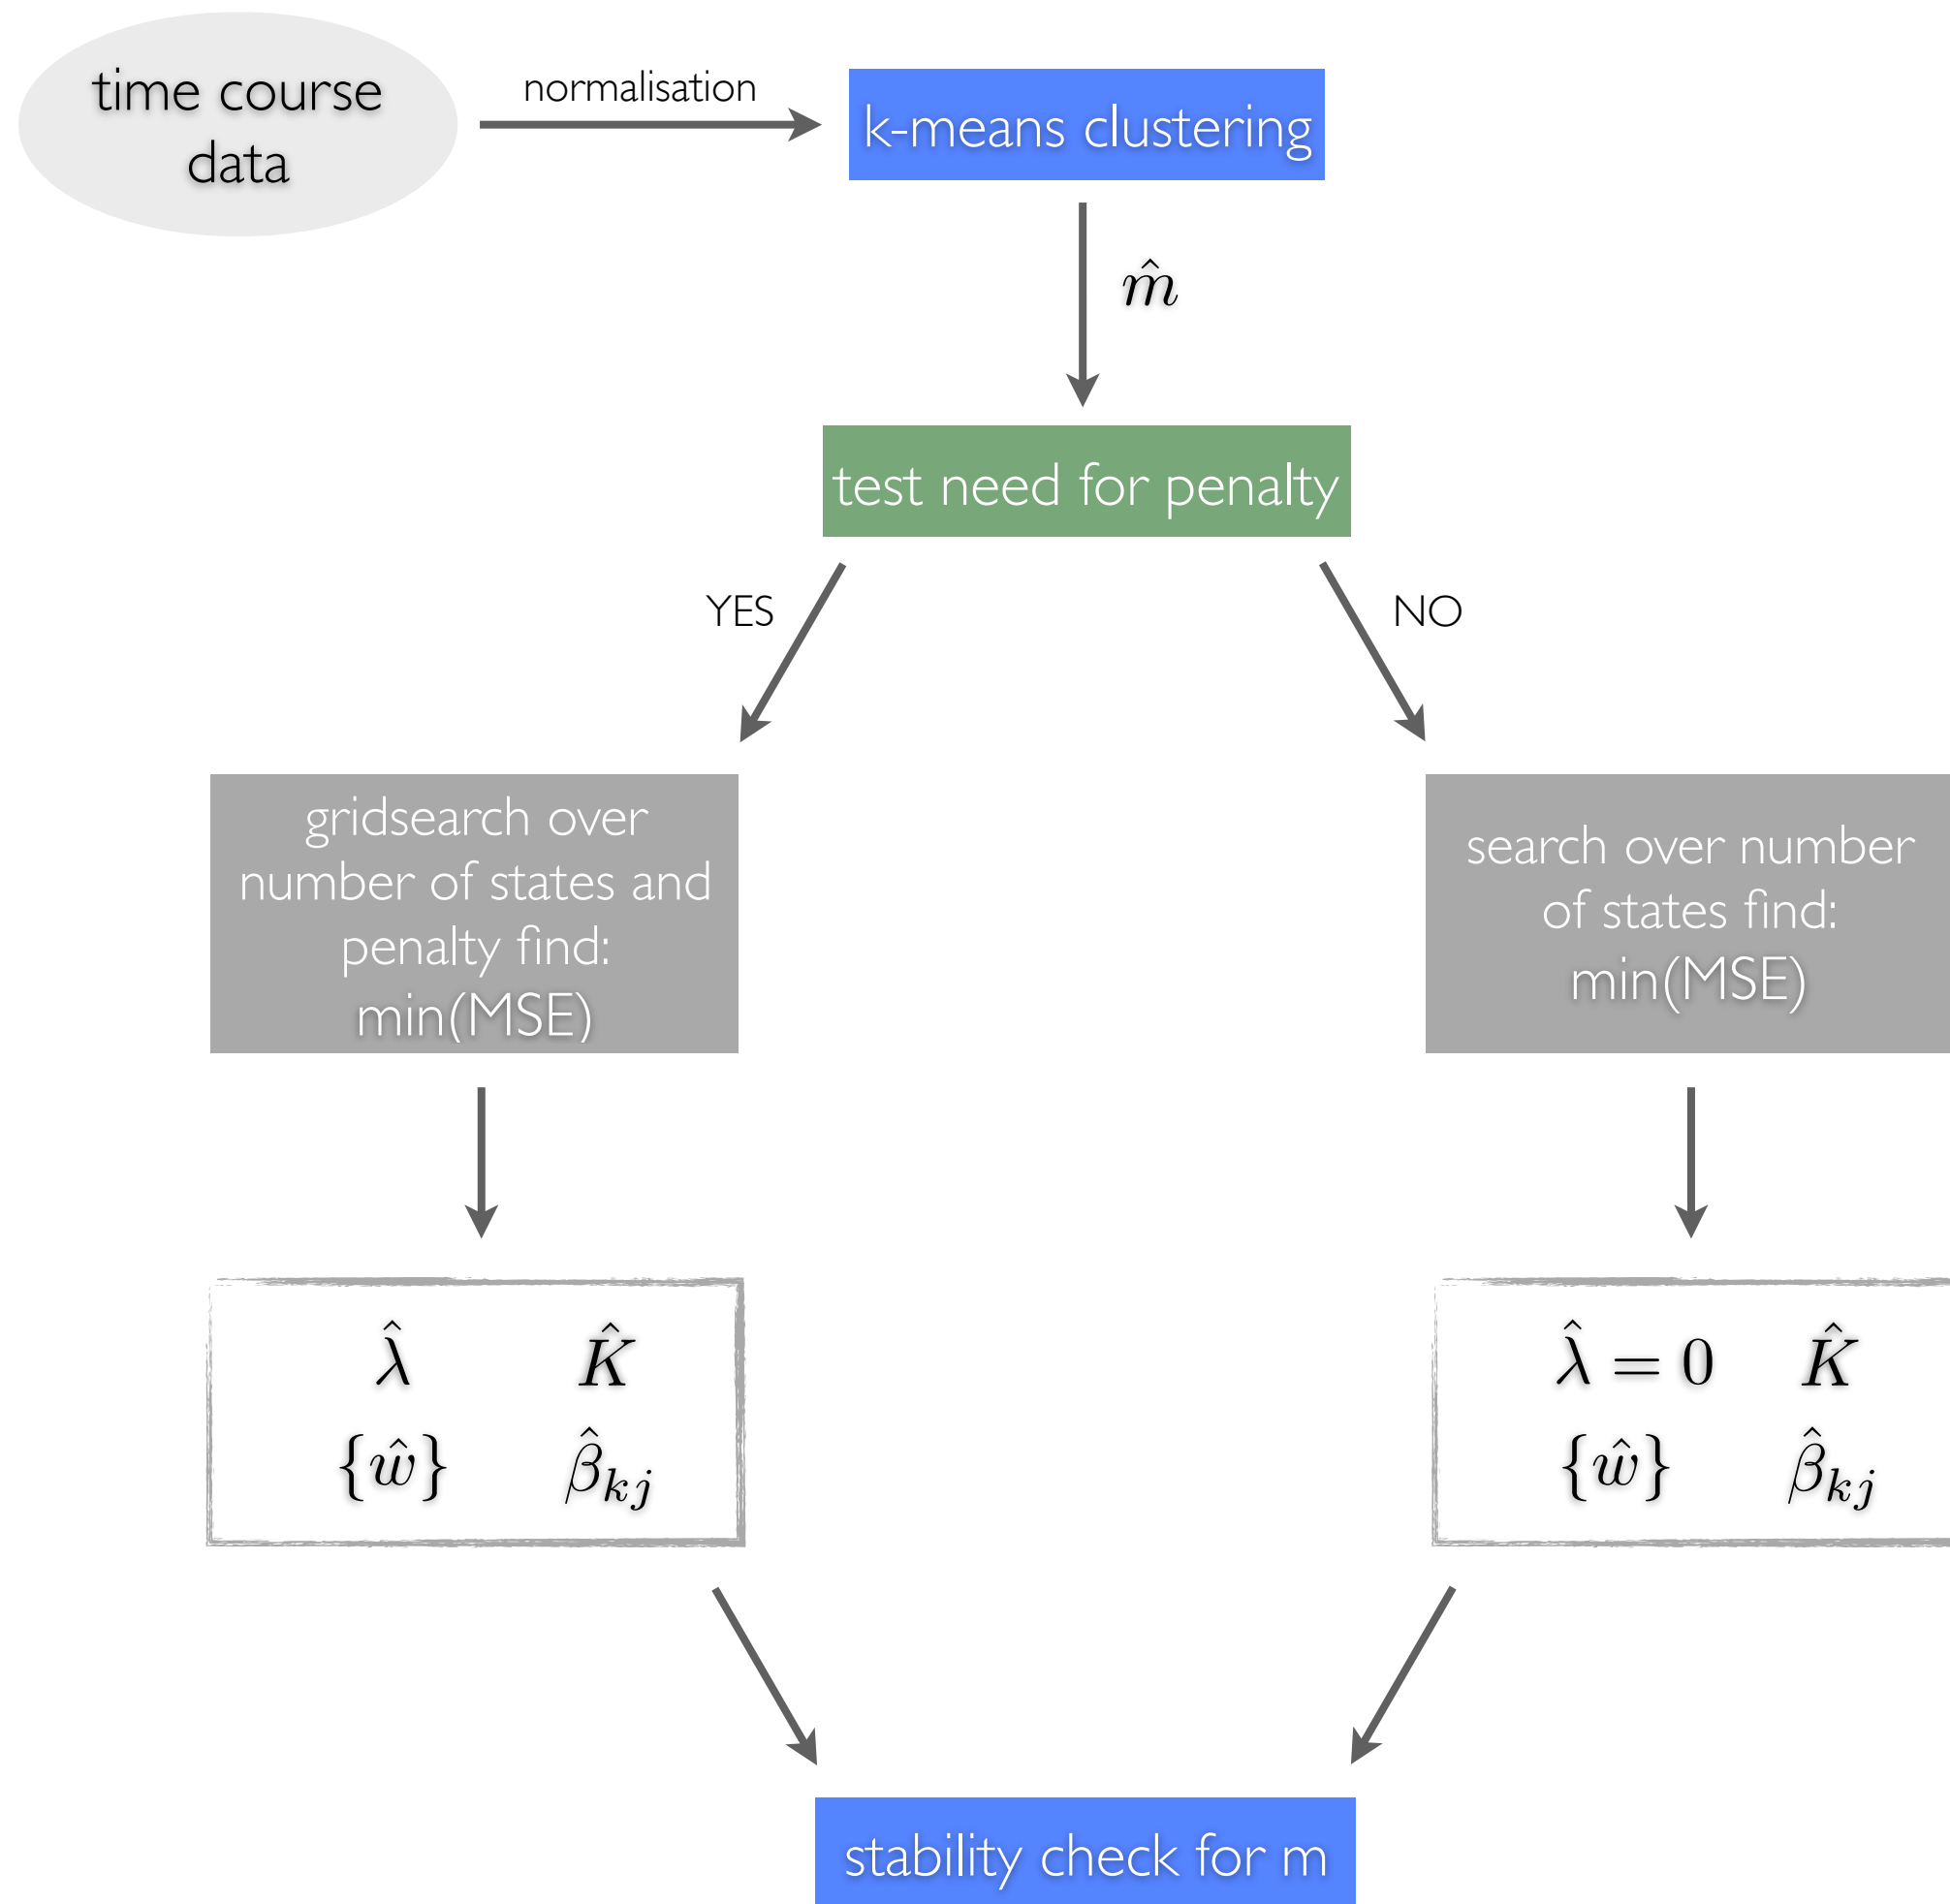 time course
data
normalisation
k-means clustering
m̂
test need for penalty
YES
NO
gridsearch over
number of states and
penalty find:
min(MSE)
search over number
of states find:
min(MSE)
λ̂ K̂
{ŵ} β̂kj
λ̂ = 0 K̂
{ŵ} β̂kj
stability check for m